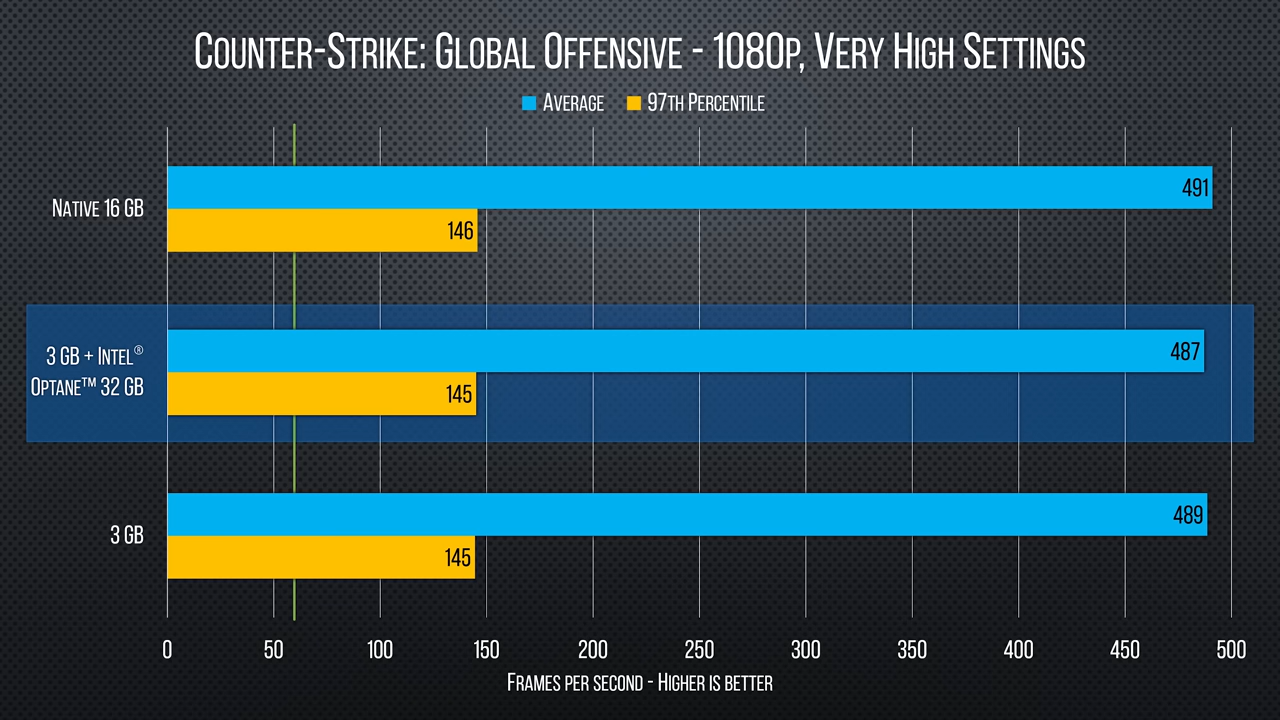 Counter-Strike: Global Offensive - 1080p, Very High Settings
Average 97th Percentile
Native 16 GB
491
146
3 GB + Intel®
Optane™ 32 GB
487
145
3 GB
489
145
0 50 100 150 200 250 300 350 400 450 500
Frames per second - Higher is better